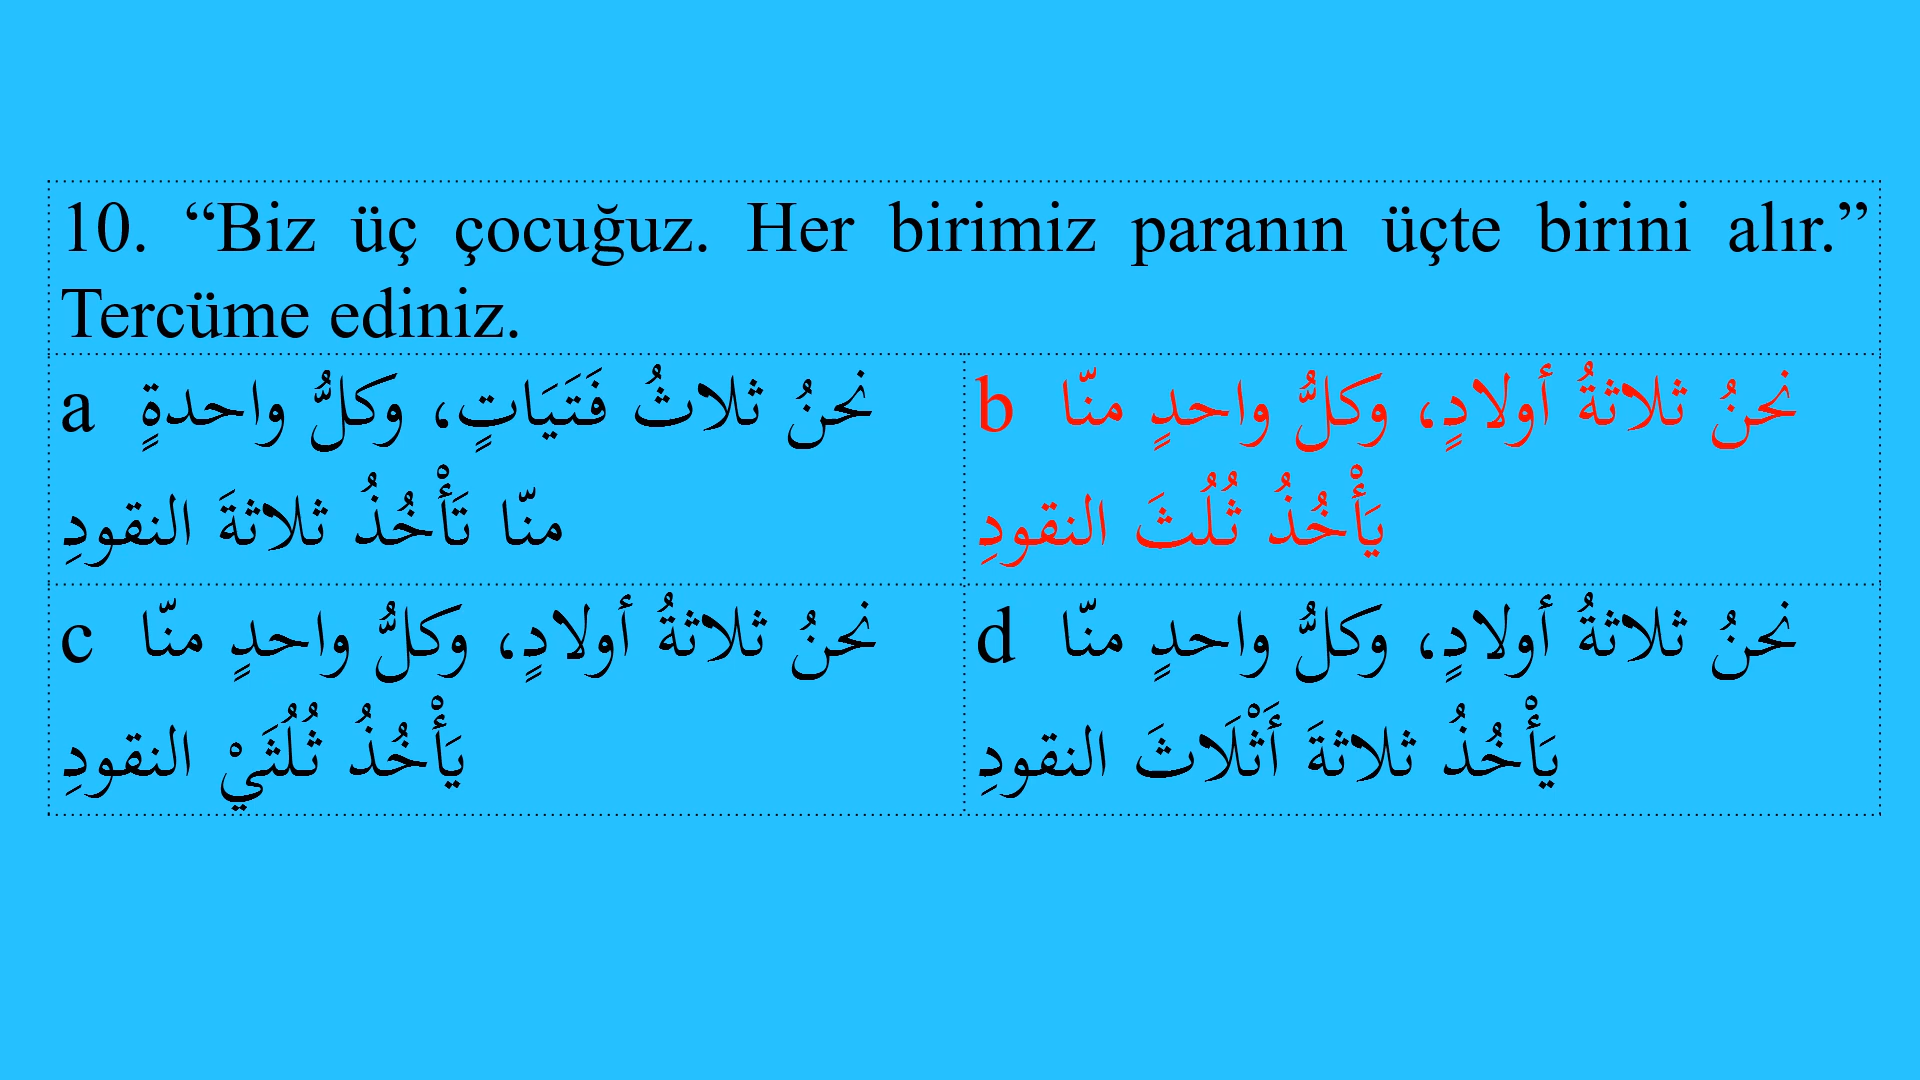 10. “Biz üç çocuğuz. Her birimiz paranın üçte birini alır.”
Tercüme ediniz.
a نحنُ ثلاثُ فَتَيَاتٍ، وكلُّ واحدةٍ
منّا تَأْخُذُ ثلاثةَ النقودِ
b نحنُ ثلاثةُ أولادٍ، وكلُّ واحدٍ منّا
يَأْخُذُ ثُلُثَ النقودِ
c نحنُ ثلاثةُ أولادٍ، وكلُّ واحدٍ منّا
يَأْخُذُ ثُلُثَيْ النقودِ
d نحنُ ثلاثةُ أولادٍ، وكلُّ واحدٍ منّا
يَأْخُذُ ثلاثةَ أَثْلَاثَ النقودِ